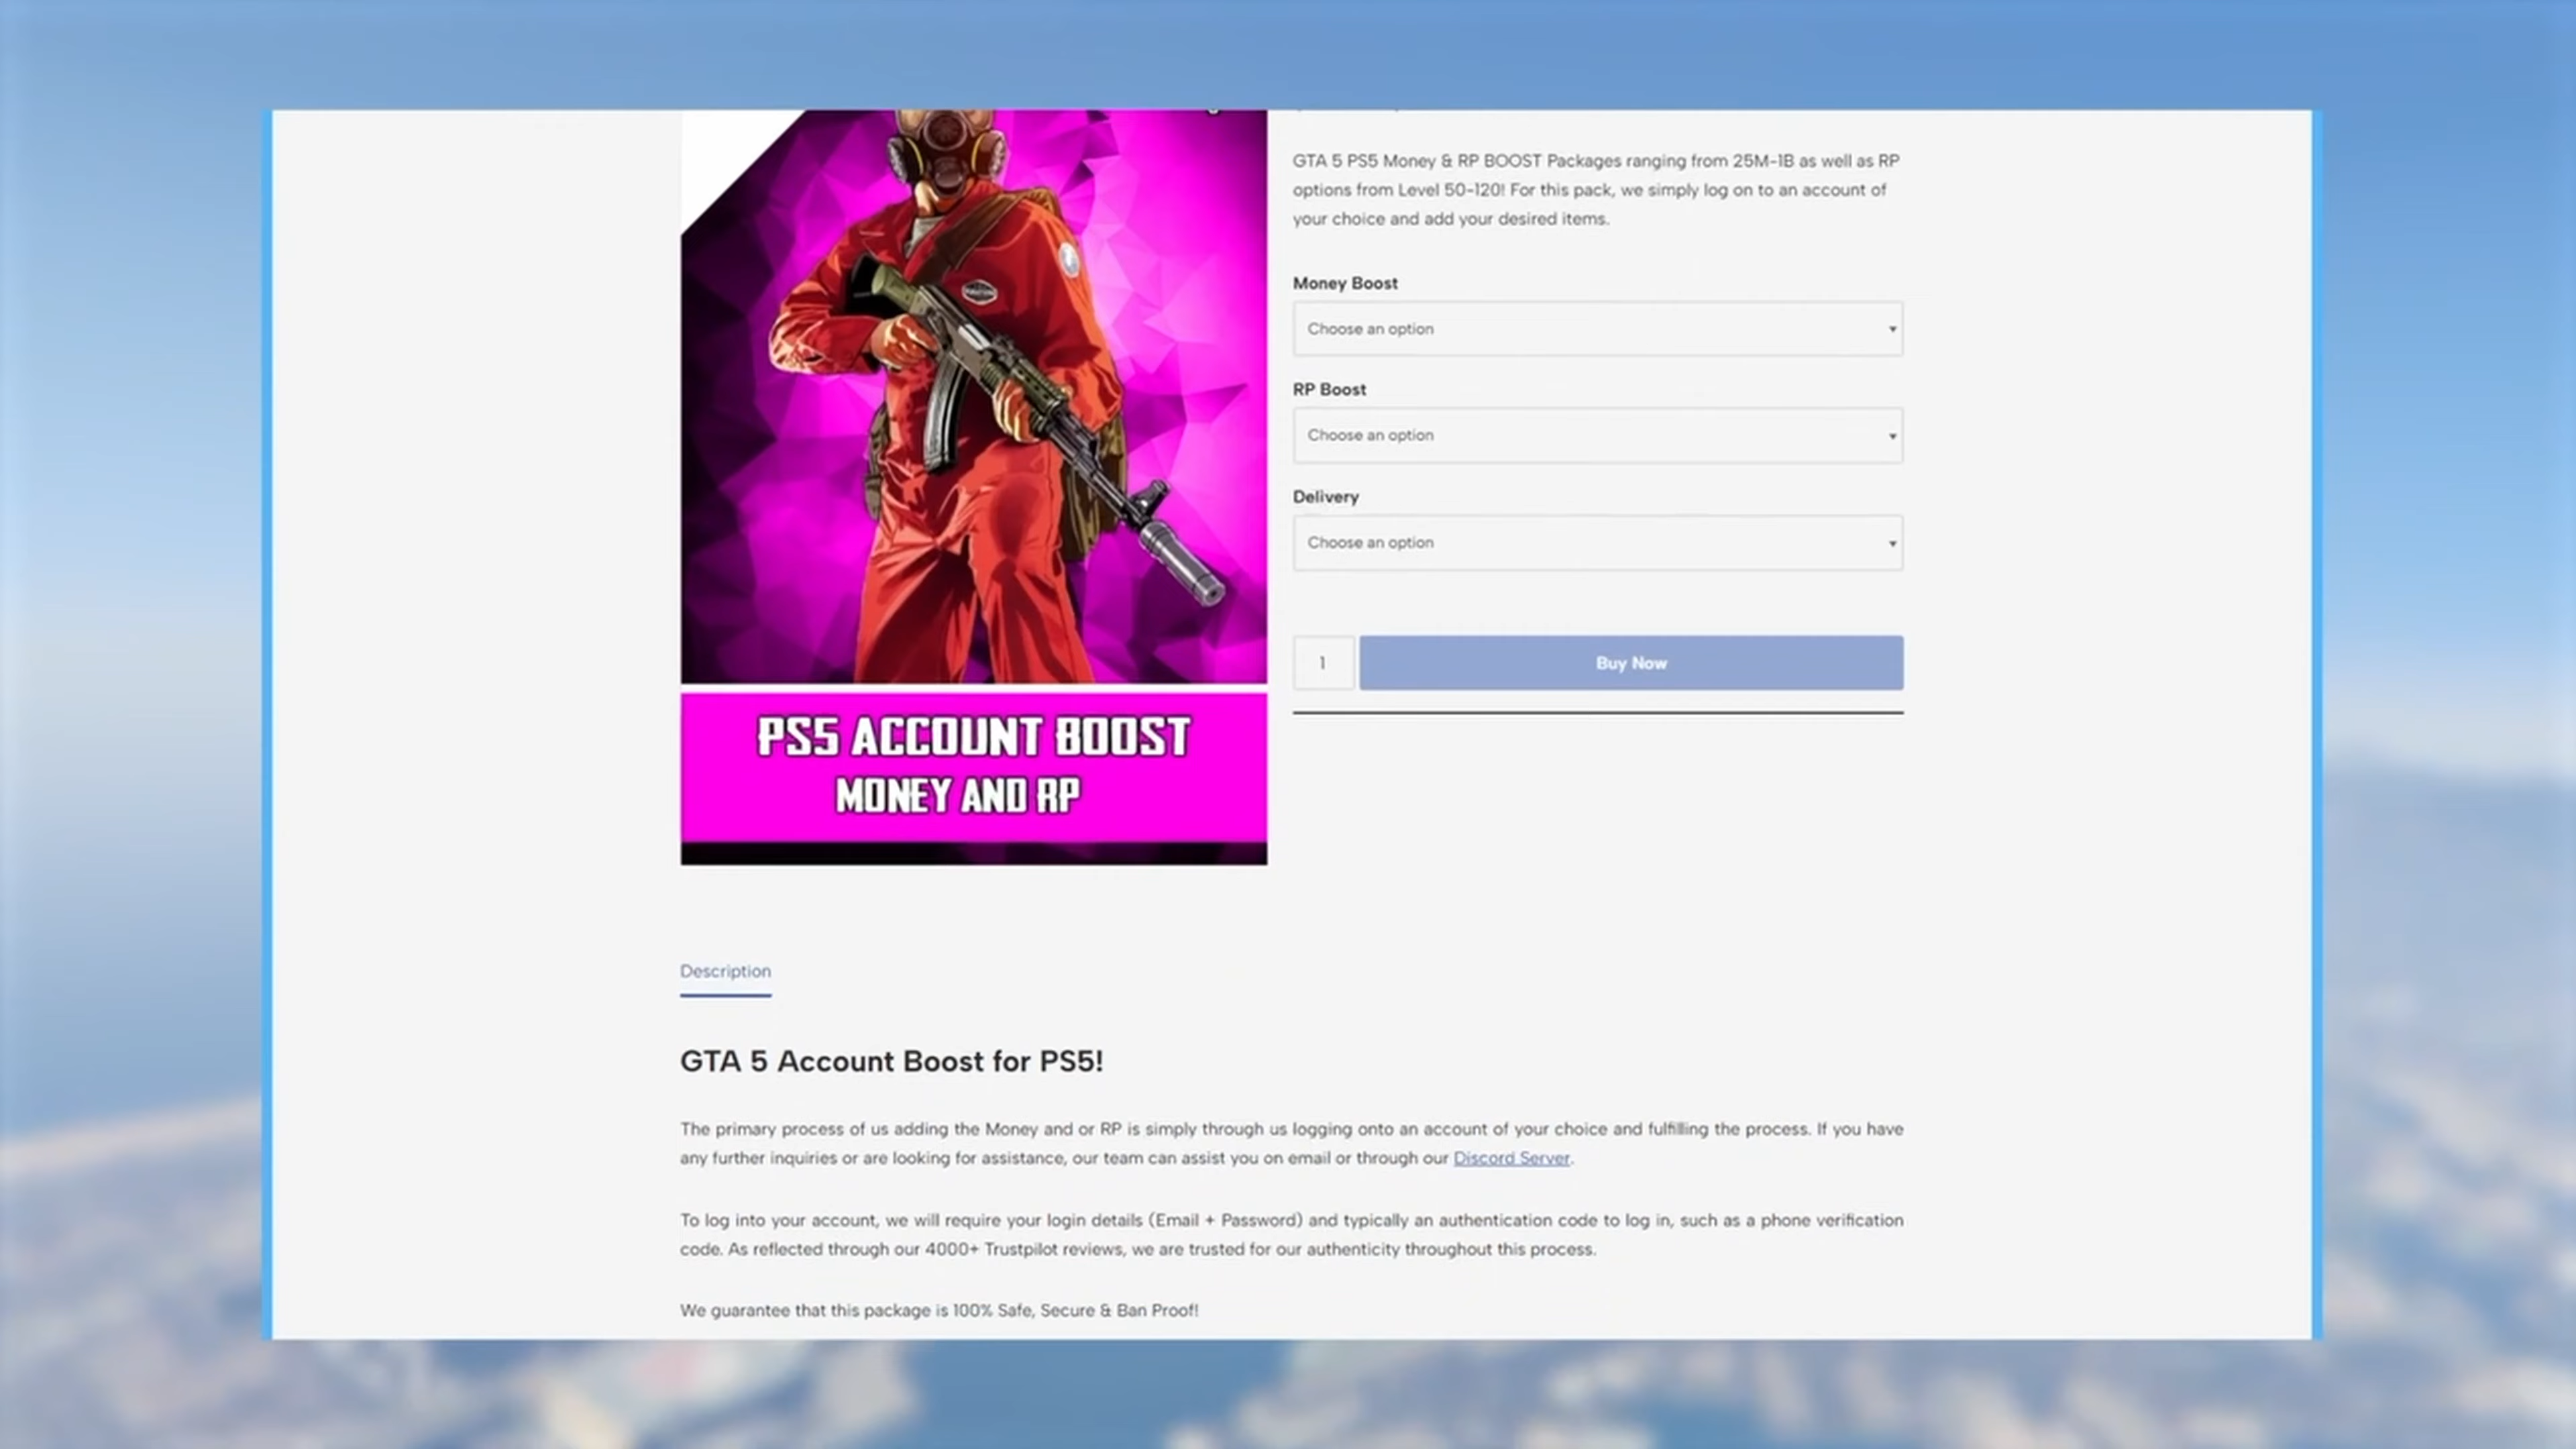 GTA 5 PS5 Money & RP BOOST Packages ranging from 25M-1B as well as RP
options from Level 50-120! For this pack, we simply log on to an account of
your choice and add your desired items.
Money Boost
Choose an option
RP Boost
Choose an option
Delivery
Choose an option
1
Buy Now
PS5 ACCOUNT BOOST
MONEY AND RP
Description
GTA 5 Account Boost for PS5!
The primary process of us adding the Money and or RP is simply through us logging onto an account of your choice and fulfilling the process. If you have
any further inquiries or are looking for assistance, our team can assist you on email or through our Discord Server.
To log into your account, we will require your login details (Email + Password) and typically an authentication code to log in, such as a phone verification
code. As reflected through our 4000+ Trustpilot reviews, we are trusted for our authenticity throughout this process.
We guarantee that this package is 100% Safe, Secure & Ban Proof!